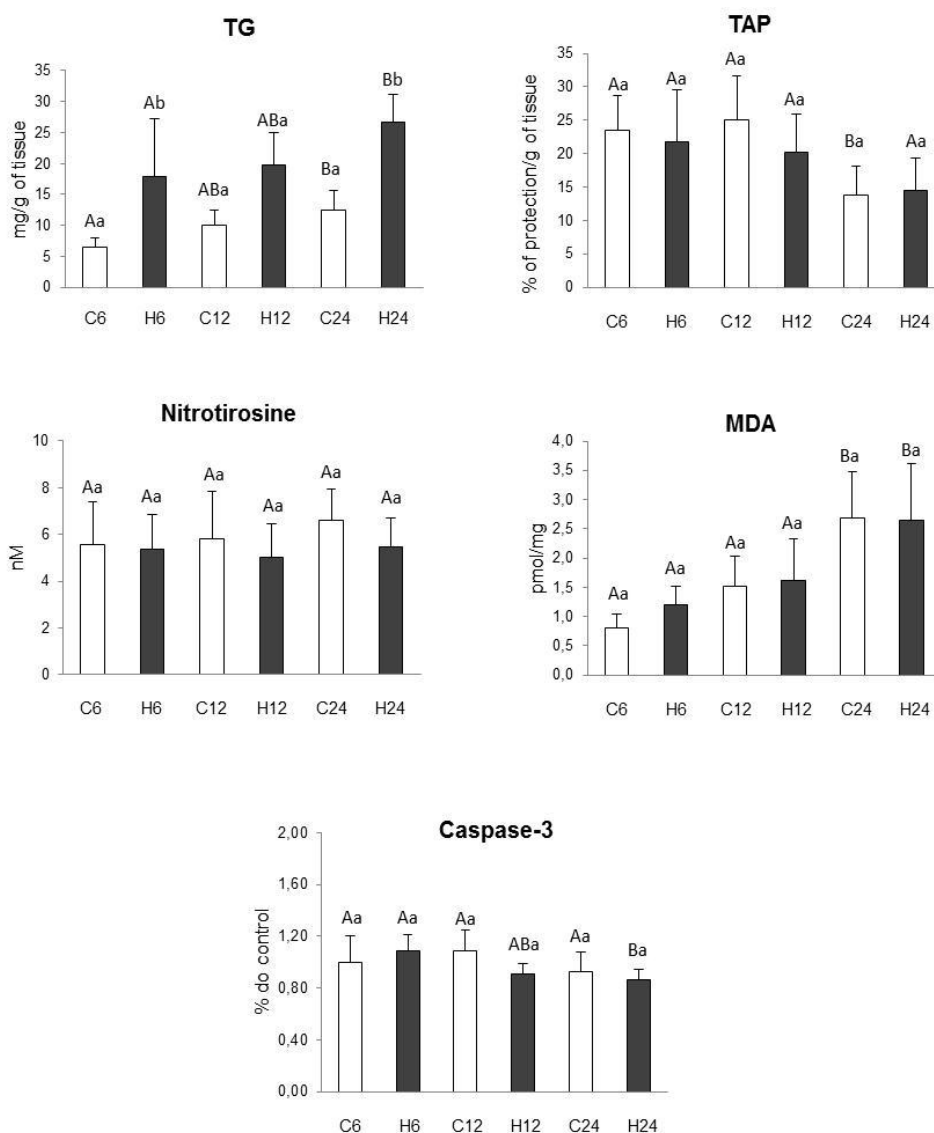 TG
mg/g of tissue
35
30
25
20
15
10
5
0
Aa
Ab
ABa
ABa
Ba
Bb
C6 H6 C12 H12 C24 H24
TAP
% of protection/g of tissue
35
30
25
20
15
10
5
0
Aa
Aa
Aa
Aa
Ba
Aa
C6 H6 C12 H12 C24 H24
Nitrotirosine
nM
10
8
6
4
2
0
Aa
Aa
Aa
Aa
Aa
Aa
C6 H6 C12 H12 C24 H24
MDA
pmol/mg
4,0
3,5
3,0
2,5
2,0
1,5
1,0
0,5
0,0
Aa
Aa
Aa
Aa
Ba
Ba
C6 H6 C12 H12 C24 H24
Caspase-3
% do control
2,00
1,60
1,20
0,80
0,40
0,00
Aa
Aa
Aa
ABa
Aa
Ba
C6 H6 C12 H12 C24 H24